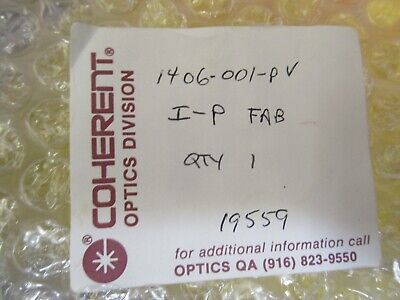 COHERENT®
OPTICS DIVISION
®
1406-001-PV
I-P FAB
QTY 1
19559
for additional information call
OPTICS QA (916) 823-9550